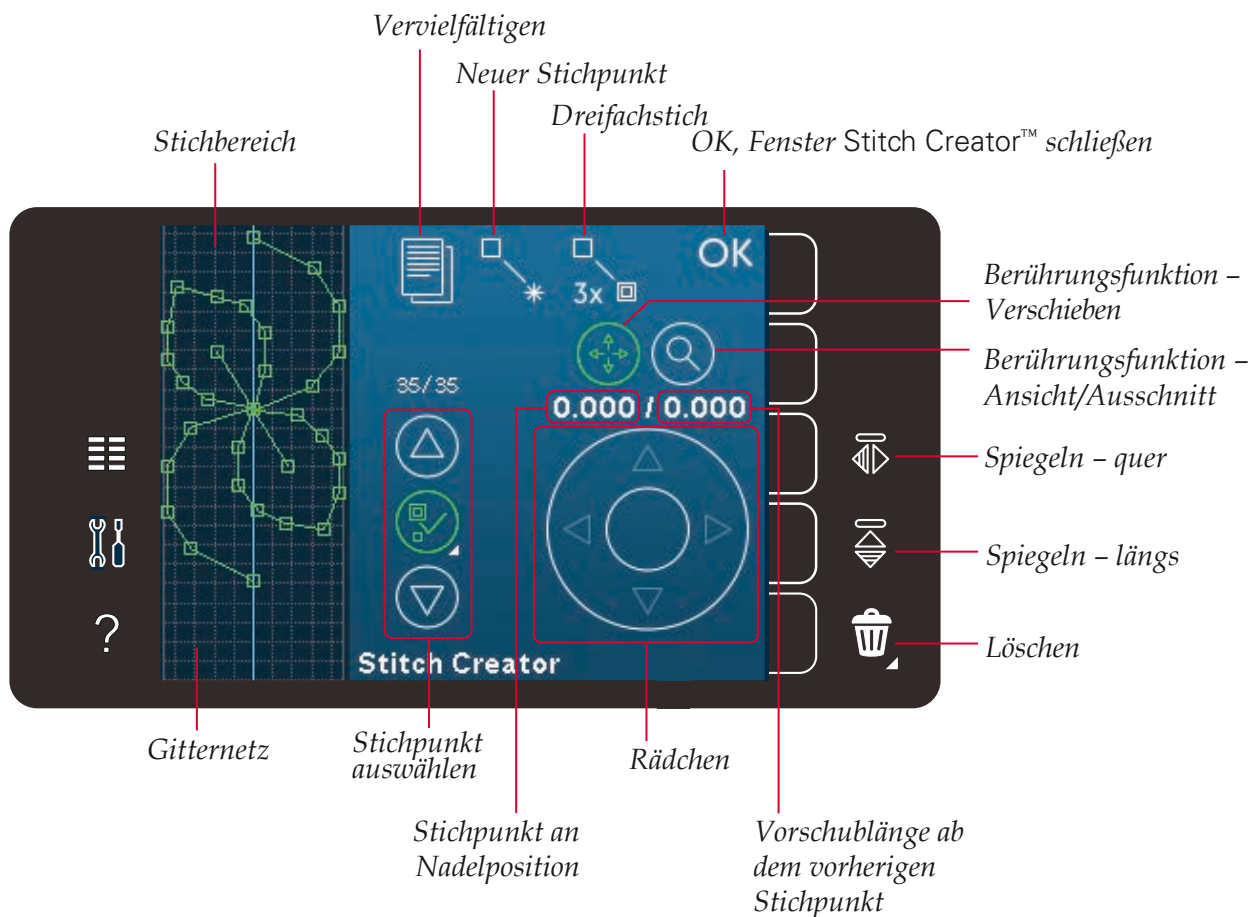 Vervielfältigen
Neuer Stichpunkt
Dreifachstich
Stichbereich
OK, Fenster Stitch Creator™ schließen
OK
3x
Berührungsfunktion –
Verschieben
Berührungsfunktion –
Ansicht/Ausschnitt
35/35
0.000 / 0.000
Spiegeln – quer
Spiegeln – längs
?
Löschen
Stitch Creator
Gitternetz
Stichpunkt
auswählen
Rädchen
Stichpunkt an
Nadelposition
Vorschublänge ab
dem vorherigen
Stichpunkt